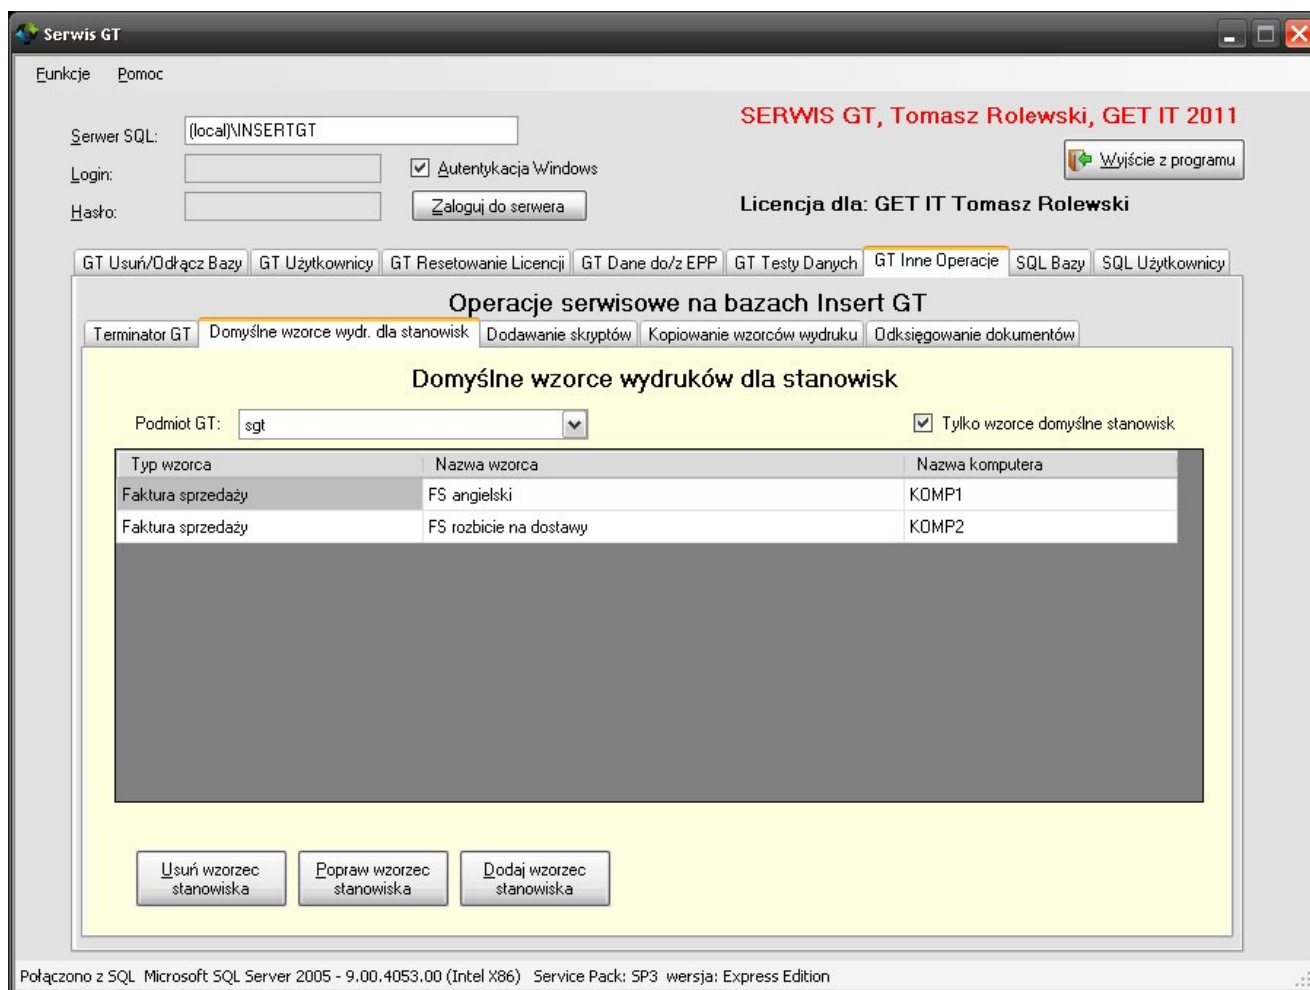 Serwis GT
Funkcje Pomoc
SERWIS GT, Tomasz Rolewski, GET IT 2011
Serwer SQL: (local)\INSERTGT
Wyjście z programu
Login: Autentykacja Windows
Hasło: Zaloguj do serwera
Licencja dla: GET IT Tomasz Rolewski
GT Usuń/Odłącz Bazy GT Użytkownicy GT Resetowanie Licencji GT Dane do/z EPP GT Testy Danych GT Inne Operacje SQL Bazy SQL Użytkownicy
Operacje serwisowe na bazach Insert GT
Terminator GT Domyślne wzorce wydr. dla stanowisk Dodawanie skryptów Kopiowanie wzorców wydruku Odksięgowanie dokumentów
Domyślne wzorce wydruków dla stanowisk
Podmiot GT: sgt Tylko wzorce domyślne stanowisk
Typ wzorca Nazwa wzorca Nazwa komputera
Faktura sprzedaży FS angielski KOMP1
Faktura sprzedaży FS rozbicie na dostawy KOMP2
Usuń wzorzec stanowiska Popraw wzorzec stanowiska Dodaj wzorzec stanowiska
Połączono z SQL Microsoft SQL Server 2005 - 9.00.4053.00 (Intel X86) Service Pack: SP3 wersja: Express Edition